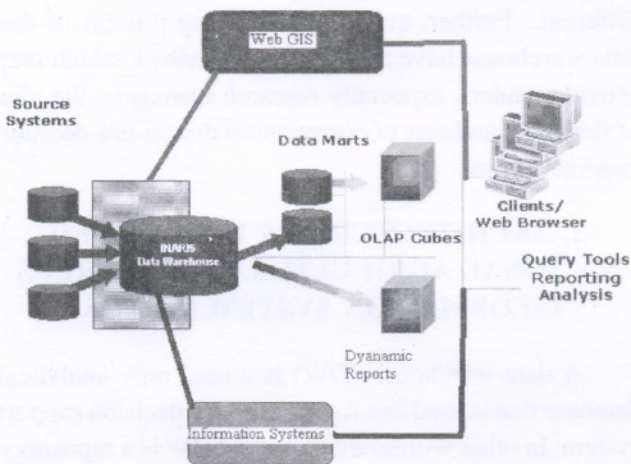 Web GIS
Source
Systems
Data Marts
INARIS
Data Warehouse
OLAP Cubes
Clients/
Web Browser
Query Tools
Reporting
Analysis
Dyanamic
Reports
Information Systems